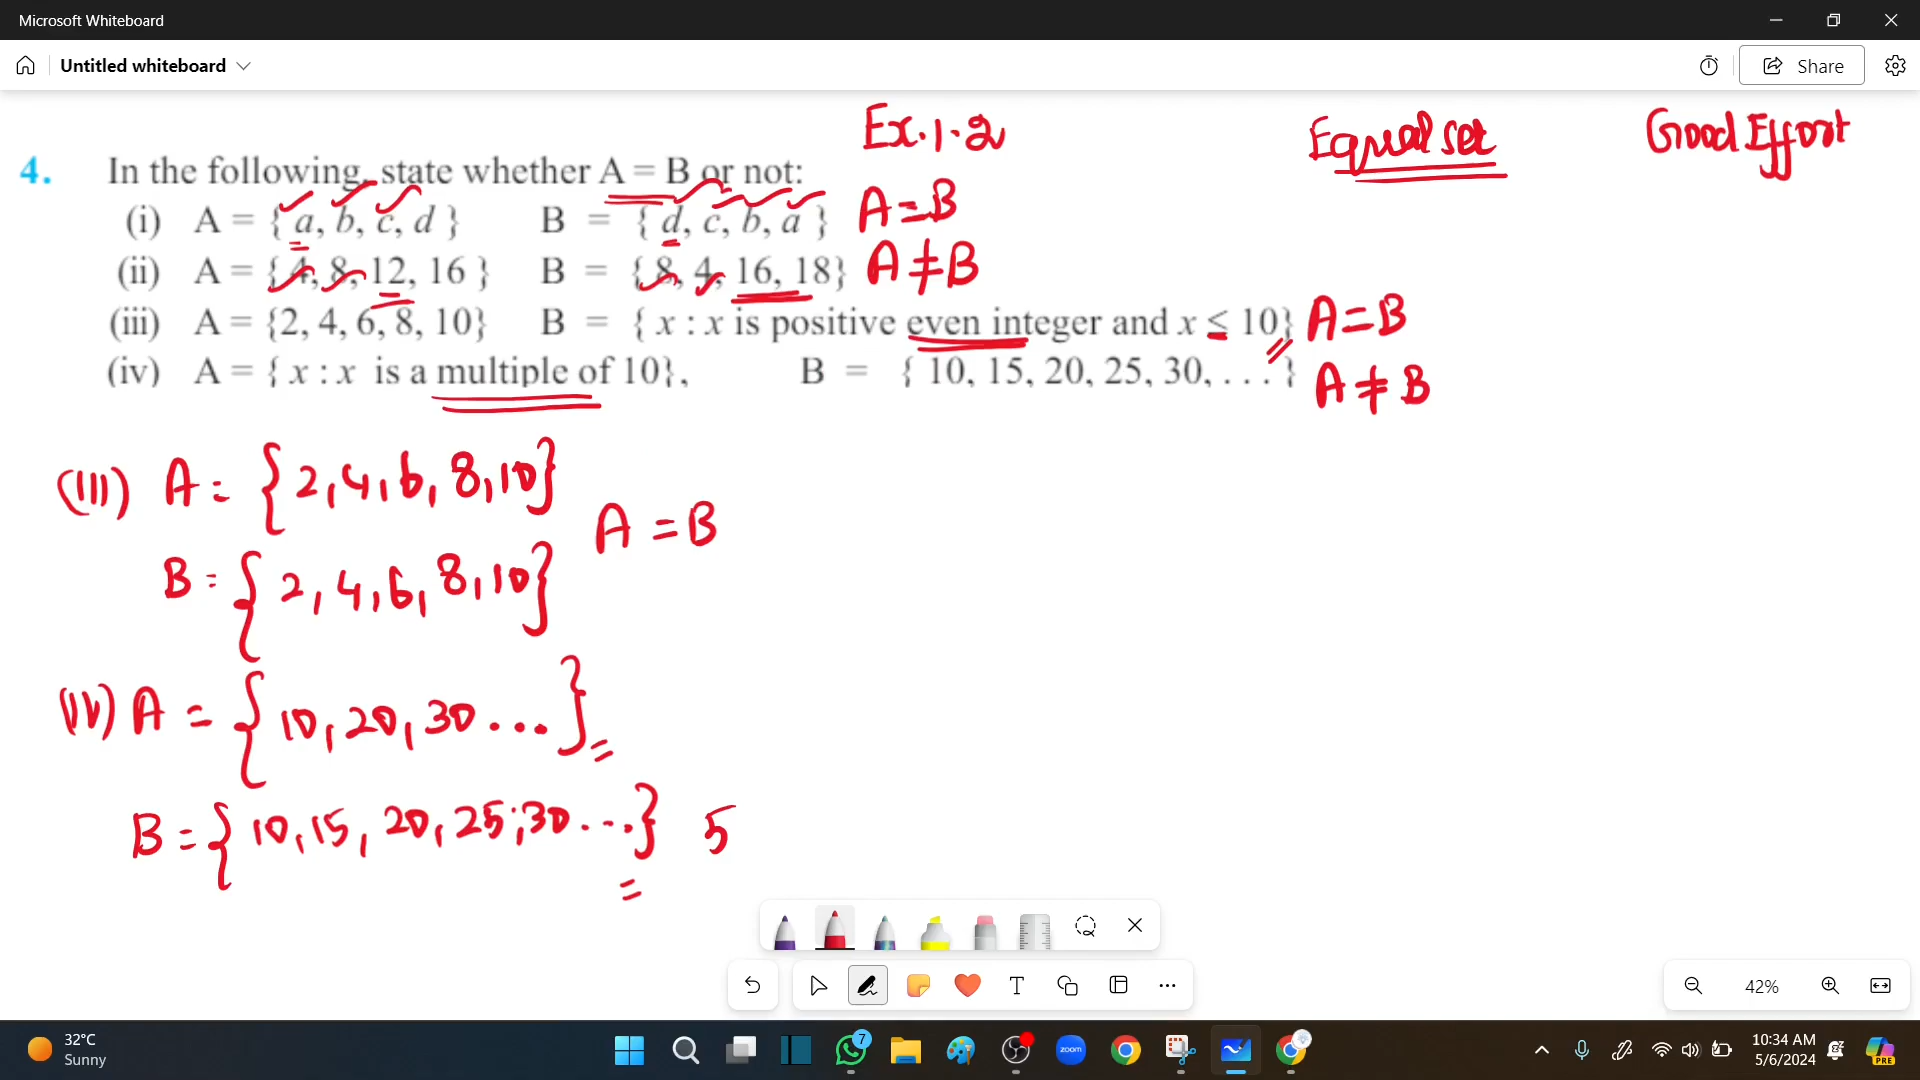 Microsoft Whiteboard
Untitled whiteboard
Share
Ex.1.2
Equal set
Good Effort
4. In the following, state whether A = B or not:
(i) A = { a, b, c, d } B = { d, c, b, a } A=B
(ii) A = { 4, 8, 12, 16 } B = { 8, 4, 16, 18} A≠B
(iii) A = {2, 4, 6, 8, 10} B = { x : x is positive even integer and x ≤ 10} A=B
(iv) A = { x : x is a multiple of 10}, B = { 10, 15, 20, 25, 30, . . . } A≠B
(III) A = {2,4,6,8,10}
A = B
B = {2,4,6,8,10}
(IV) A = {10,20,30 ...}
B = {10,15,20,25,30 ...} 5
42%
32°C
Sunny
7
zoom
10:34 AM
5/6/2024
PRE